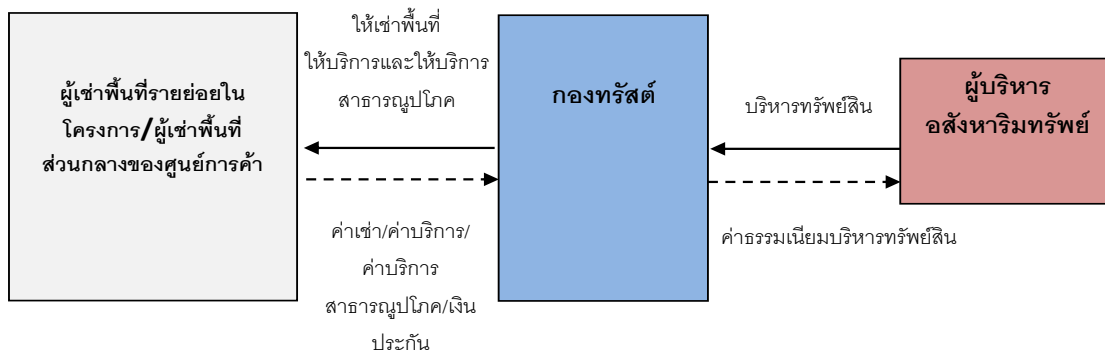 ผู้เช่าพื้นที่รายย่อยใน
โครงการ/ผู้เช่าพื้นที่
ส่วนกลางของศูนย์การค้า
ให้เช่าพื้นที่
ให้บริการและให้บริการ
สาธารณูปโภค
ค่าเช่า/ค่าบริการ/
ค่าบริการ
สาธารณูปโภค/เงิน
ประกัน
กองทรัสต์
บริหารทรัพย์สิน
ค่าธรรมเนียมบริหารทรัพย์สิน
ผู้บริหาร
อสังหาริมทรัพย์